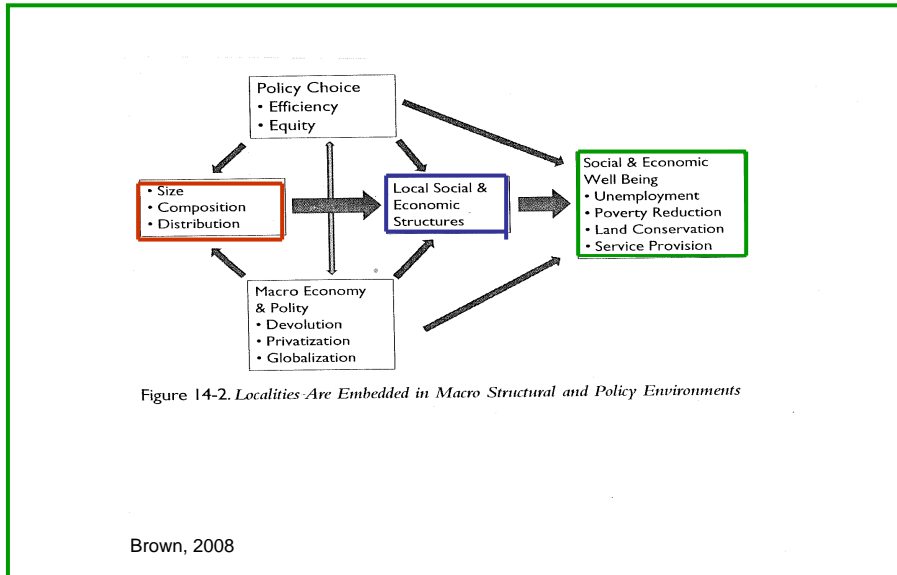 Policy Choice
• Efficiency
• Equity
• Size
• Composition
• Distribution
Local Social &
Economic
Structures
Social & Economic
Well Being
• Unemployment
• Poverty Reduction
• Land Conservation
• Service Provision
Macro Economy
& Polity
• Devolution
• Privatization
• Globalization
Figure 14-2. Localities Are Embedded in Macro Structural and Policy Environments
Brown, 2008